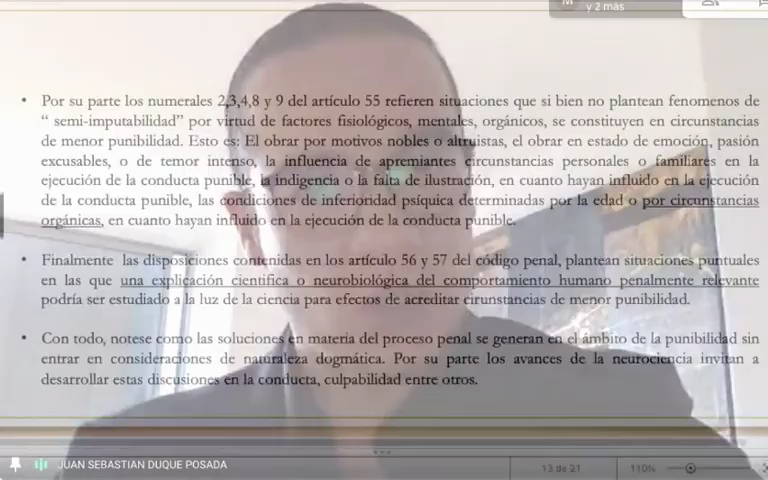 M
y 2 más
• Por su parte los numerales 2,3,4,8 y 9 del artículo 55 refieren situaciones que si bien no plantean fenomenos de
“ semi-imputabilidad” por virtud de factores fisiológicos, mentales, orgánicos, se constituyen en circunstancias
de menor punibilidad. Esto es: El obrar por motivos nobles o altruistas, el obrar en estado de emoción, pasión
excusables, o de temor intenso, la influencia de apremiantes circunstancias personales o familiares en la
ejecución de la conducta punible, la indigencia o la falta de ilustración, en cuanto hayan influido en la ejecución
de la conducta punible, las condiciones de inferioridad psíquica determinadas por la edad o por circunstancias
orgánicas, en cuanto hayan influido en la ejecución de la conducta punible.
• Finalmente las disposiciones contenidas en los artículo 56 y 57 del código penal, plantean situaciones puntuales
en las que una explicación cientifica o neurobiológica del comportamiento humano penalmente relevante
podría ser estudiado a la luz de la ciencia para efectos de acreditar cirunstancias de menor punibilidad.
• Con todo, notese como las soluciones en materia del proceso penal se generan en el ámbito de la punibilidad sin
entrar en consideraciones de naturaleza dogmática. Por su parte los avances de la neurociencia invitan a
desarrollar estas discusiones en la conducta, culpabilidad entre otros.
JUAN SEBASTIAN DUQUE POSADA
13 de 21
110%